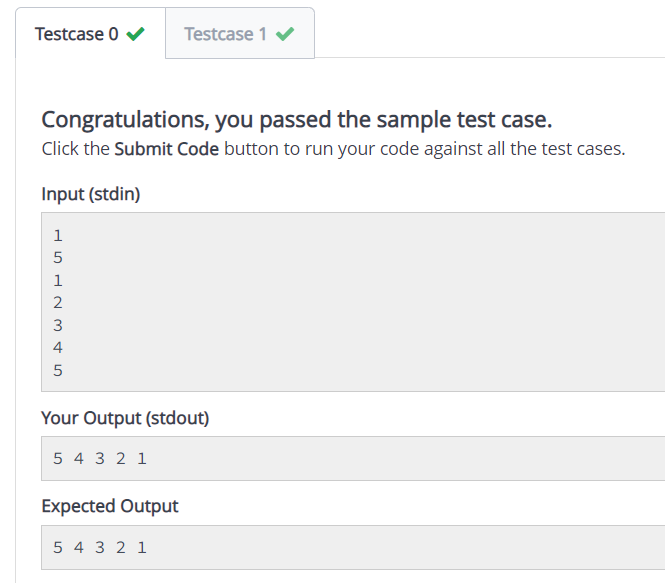 Testcase 0
Testcase 1
Congratulations, you passed the sample test case.
Click the Submit Code button to run your code against all the test cases.
Input (stdin)
1
5
1
2
3
4
5
Your Output (stdout)
5 4 3 2 1
Expected Output
5 4 3 2 1